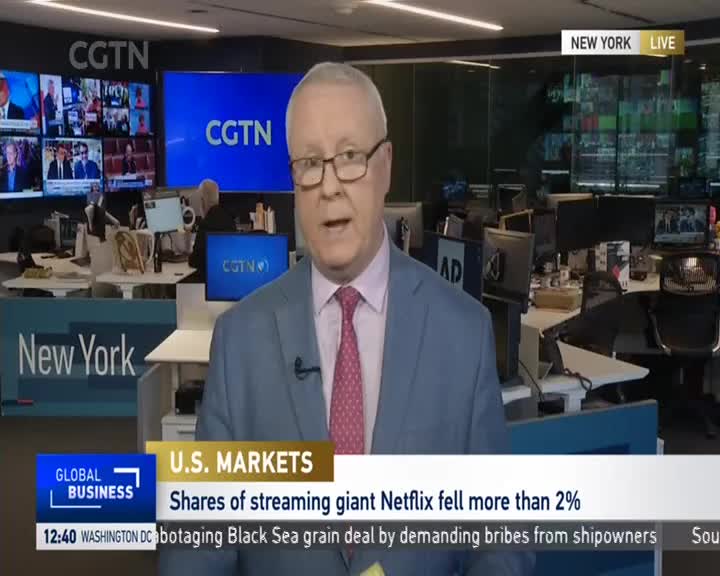 CGTN
NEW YORK LIVE
CGTN
CGTN
AP
New York
U.S. MARKETS
GLOBAL
BUSINESS
Shares of streaming giant Netflix fell more than 2%
12:40 WASHINGTON DC
abotaging Black Sea grain deal by demanding bribes from shipowners Sou